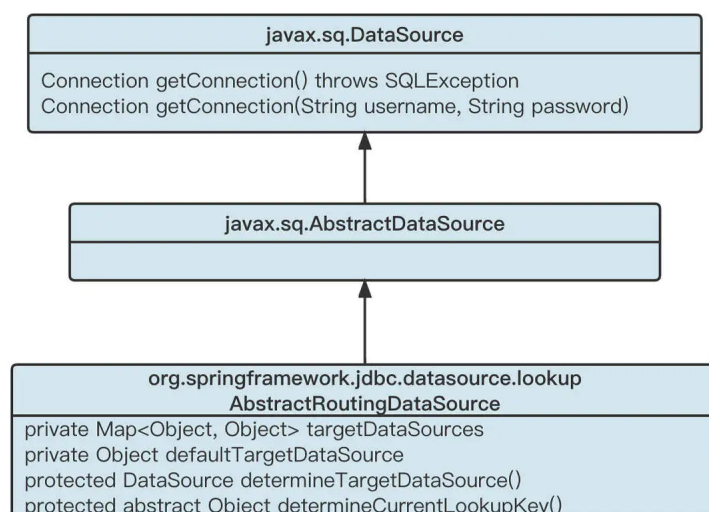 javax.sq.DataSource
Connection getConnection() throws SQLException
Connection getConnection(String username, String password)
javax.sq.AbstractDataSource
org.springframework.jdbc.datasource.lookup
AbstractRoutingDataSource
private Map<Object, Object> targetDataSources
private Object defaultTargetDataSource
protected DataSource determineTargetDataSource()
protected abstract Object determineCurrentLookupKey()